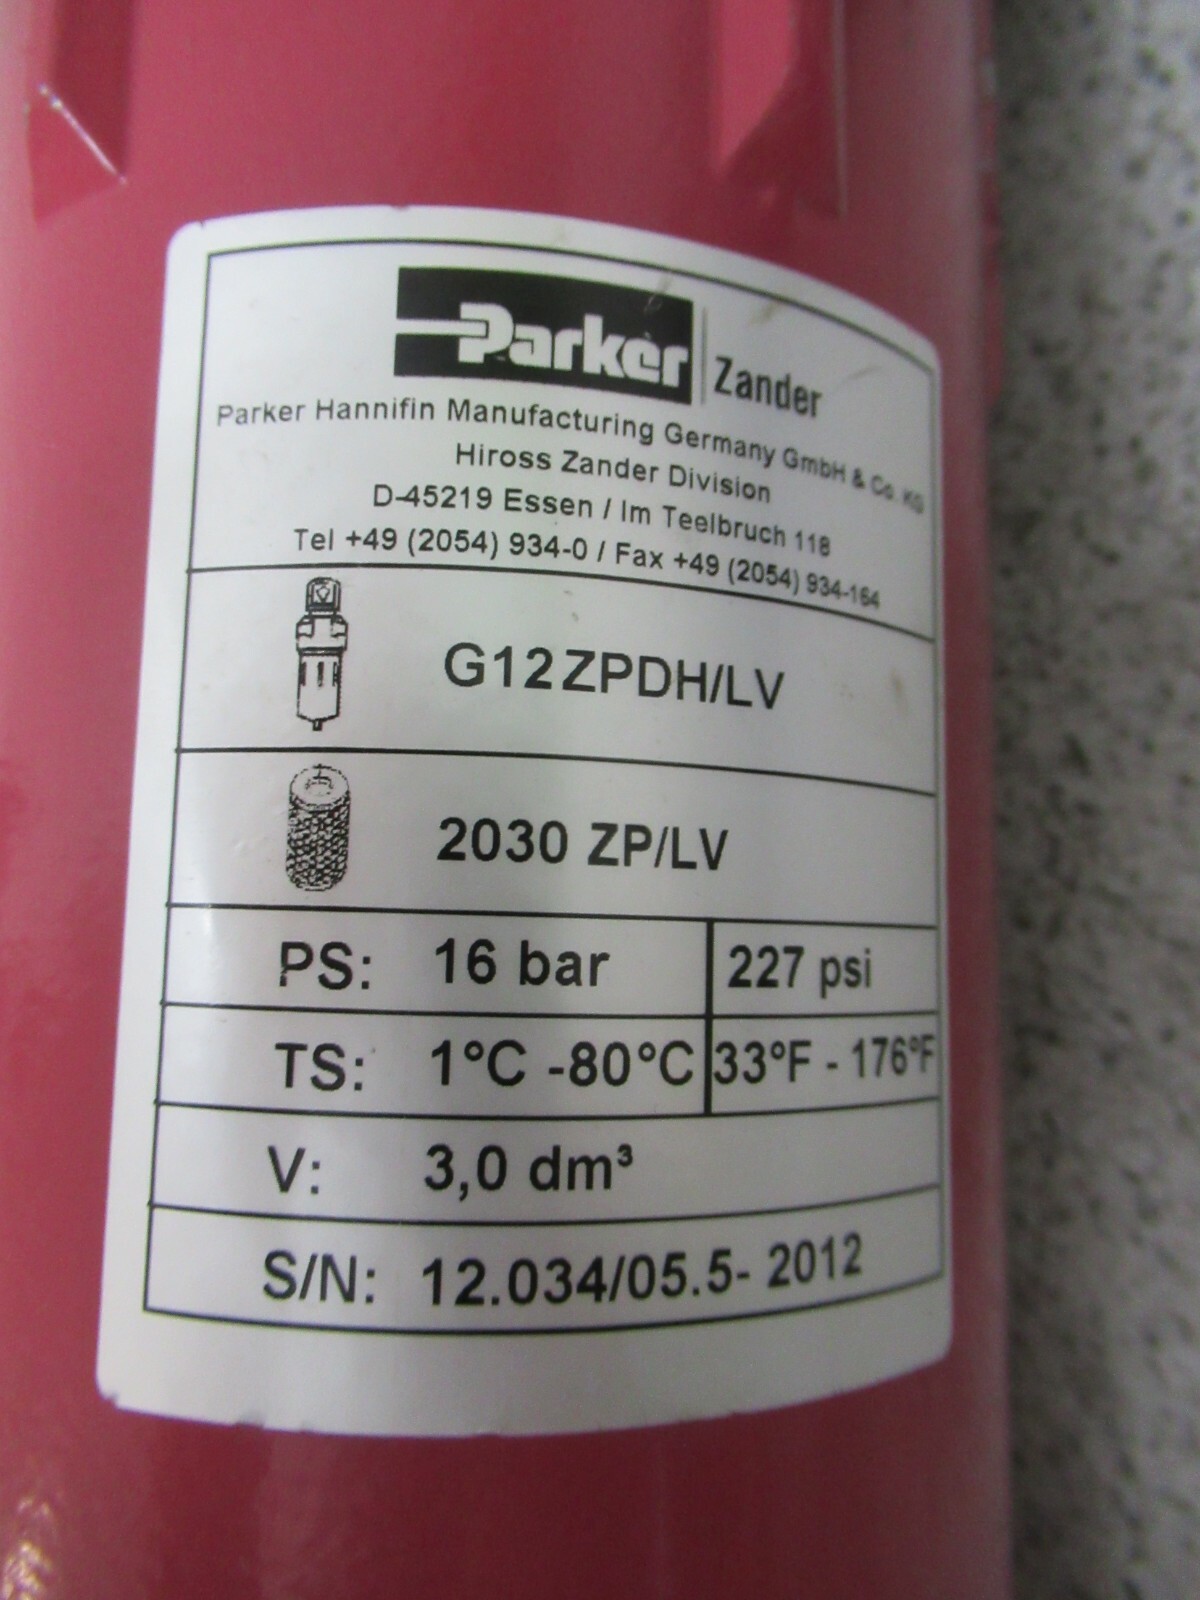 Parker Zander
Parker Hannifin Manufacturing Germany GmbH & Co. KG
Hiross Zander Division
D-45219 Essen / Im Teelbruch 118
Tel +49 (2054) 934-0 / Fax +49 (2054) 934-164
G12ZPDH/LV
2030 ZP/LV
PS: 16 bar 227 psi
TS: 1°C -80°C 33°F - 176°F
V: 3,0 dm³
S/N: 12.034/05.5- 2012